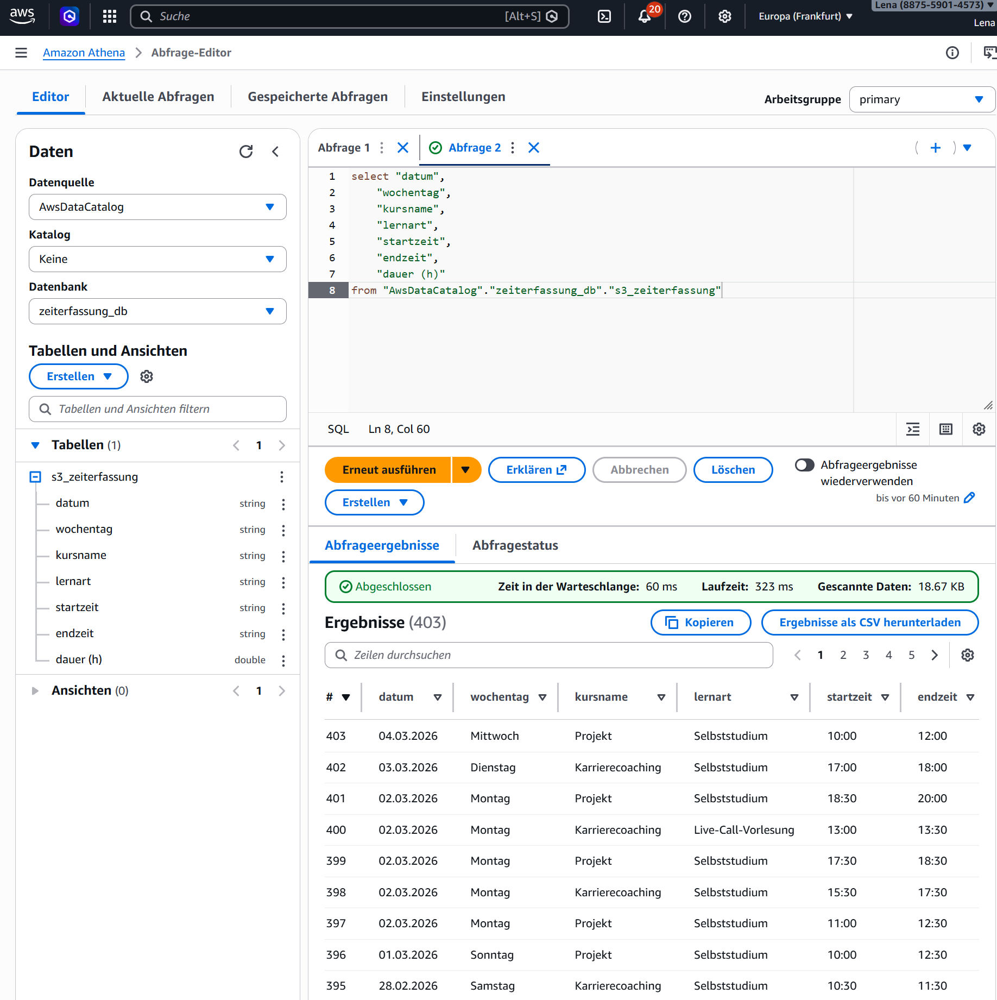 aws
Suche
[Alt+S]
20
Europa (Frankfurt)
Lena (8875-5901-4573)
Lena
Amazon Athena
Abfrage-Editor
Editor
Aktuelle Abfragen
Gespeicherte Abfragen
Einstellungen
Arbeitsgruppe
primary
Daten
Datenquelle
AwsDataCatalog
Katalog
Keine
Datenbank
zeiterfassung_db
Tabellen und Ansichten
Erstellen
Tabellen und Ansichten filtern
Tabellen (1)
1
s3_zeiterfassung
datum string
wochentag string
kursname string
lernart string
startzeit string
endzeit string
dauer (h) double
Ansichten (0)
1
Abfrage 1
Abfrage 2
1 select "datum",
2 "wochentag",
3 "kursname",
4 "lernart",
5 "startzeit",
6 "endzeit",
7 "dauer (h)"
8 from "AwsDataCatalog"."zeiterfassung_db"."s3_zeiterfassung"
SQL
Ln 8, Col 60
Erneut ausführen
Erklären
Abbrechen
Löschen
Erstellen
Abfrageergebnisse
wiederverwenden
bis vor 60 Minuten
Abfrageergebnisse
Abfragestatus
Abgeschlossen
Zeit in der Warteschlange: 60 ms
Laufzeit: 323 ms
Gescannte Daten: 18.67 KB
Ergebnisse (403)
Kopieren
Ergebnisse als CSV herunterladen
Zeilen durchsuchen
1 2 3 4 5
# datum wochentag kursname lernart startzeit endzeit
403 04.03.2026 Mittwoch Projekt Selbststudium 10:00 12:00
402 03.03.2026 Dienstag Karrierecoaching Selbststudium 17:00 18:00
401 02.03.2026 Montag Projekt Selbststudium 18:30 20:00
400 02.03.2026 Montag Karrierecoaching Live-Call-Vorlesung 13:00 13:30
399 02.03.2026 Montag Projekt Selbststudium 17:30 18:30
398 02.03.2026 Montag Karrierecoaching Selbststudium 15:30 17:30
397 02.03.2026 Montag Projekt Selbststudium 11:00 12:30
396 01.03.2026 Sonntag Projekt Selbststudium 10:00 12:30
395 28.02.2026 Samstag Karrierecoaching Selbststudium 10:30 11:30